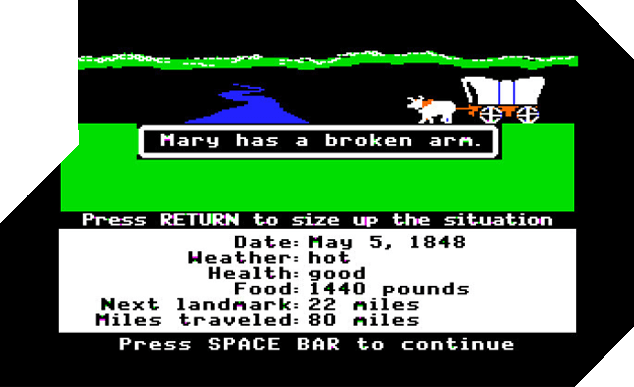 Mary has a broken arm.
Press RETURN to size up the situation
Date: May 5, 1848
Weather: hot
Health: good
Food: 1440 pounds
Next landmark: 22 miles
Miles traveled: 80 miles
Press SPACE BAR to continue